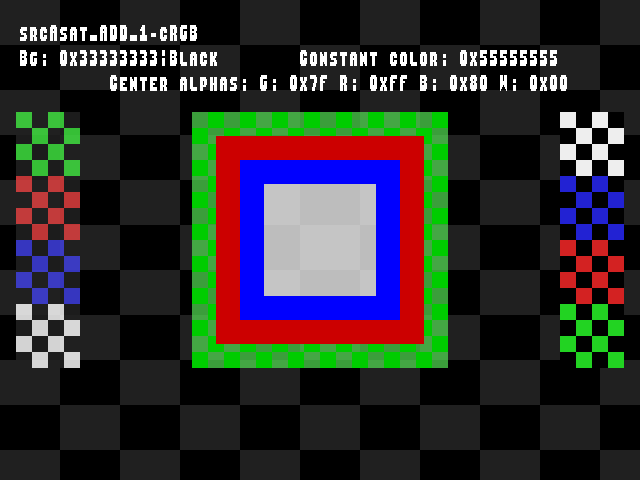 srcAsat_ADD_1-cRGB
Bg: 0x33333333¦Black Constant color: 0x55555555
Center alphas: G: 0x7F R: 0xFF B: 0x80 W: 0x00